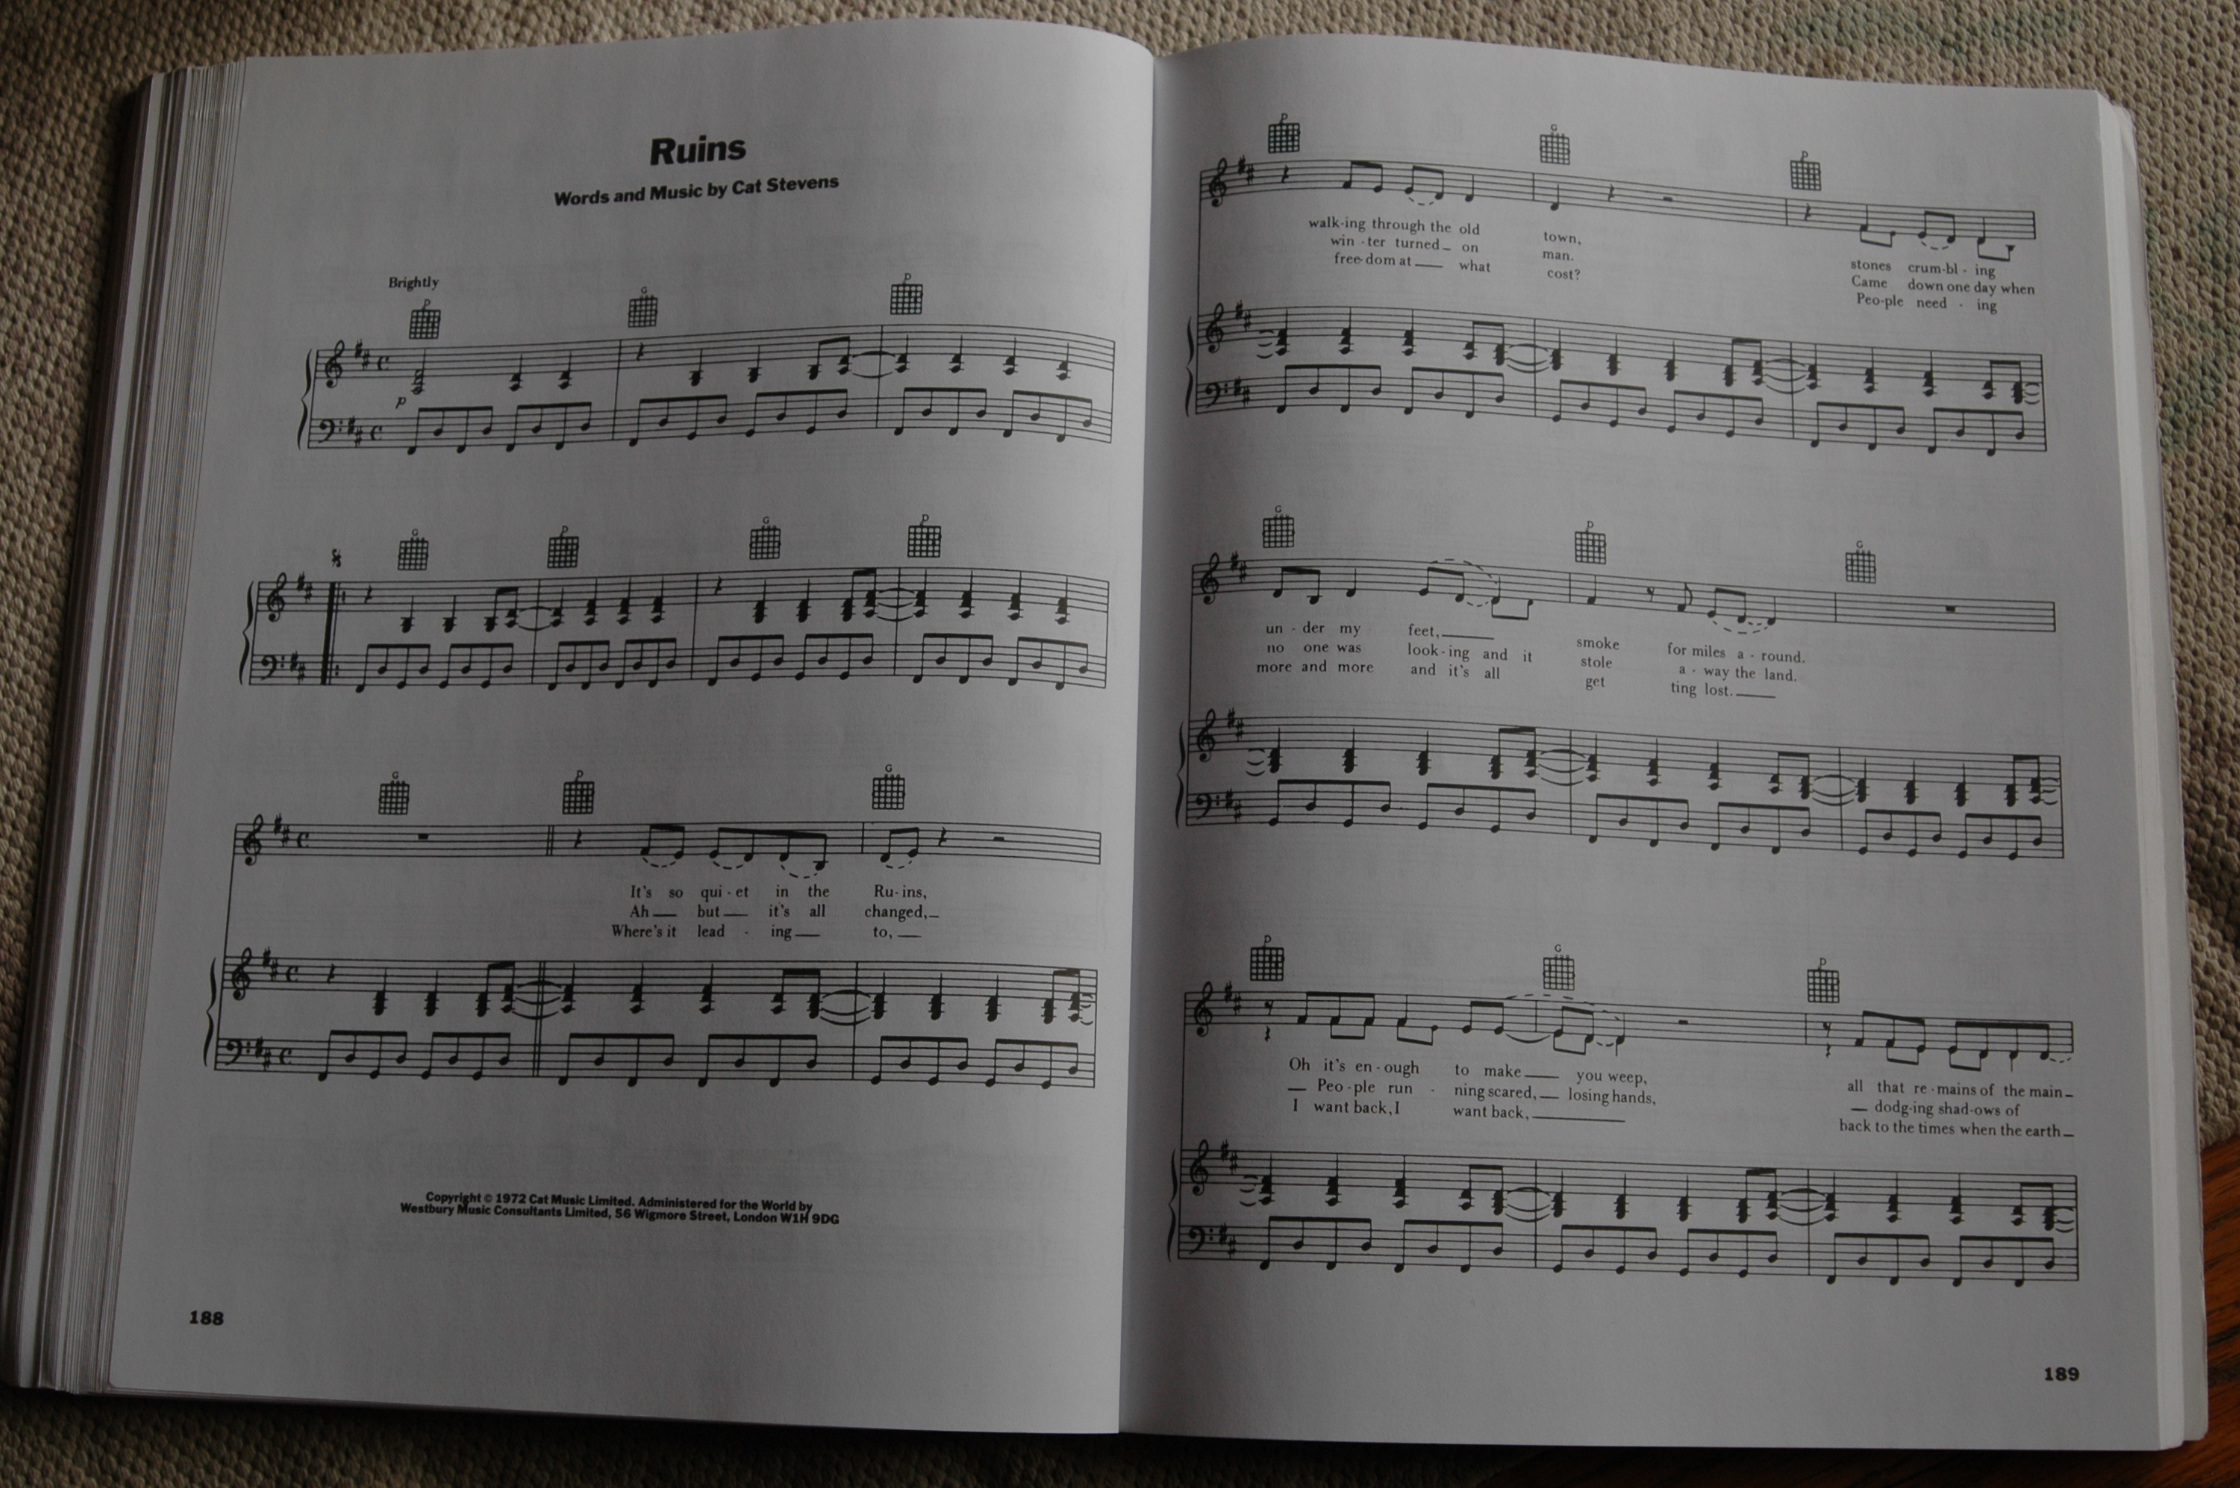 Ruins
Words and Music by Cat Stevens
Brightly
D G D
p
G D G D
D G
G
It's so qui - et in the Ru - ins,
Ah but it's all changed,
Where's it lead - ing to,
Copyright © 1972 Cat Music Limited. Administered for the World by
Westbury Music Consultants Limited, 56 Wigmore Street, London W1H 9DG
188
D G D
walk-ing through the old town, stones crum-bl - ing
win - ter turned on man. Came down one day when
free-dom at what cost? Peo-ple need - ing
G D G
un - der my feet, smoke for miles a - round.
no one was look - ing and it stole a - way the land.
more and more and it's all get ting lost.
D G D
Oh it's en - ough to make you weep, all that re - mains of the main
Peo - ple run - ning scared, losing hands, dodg-ing shad-ows of
I want back, I want back, back to the times when the earth
189